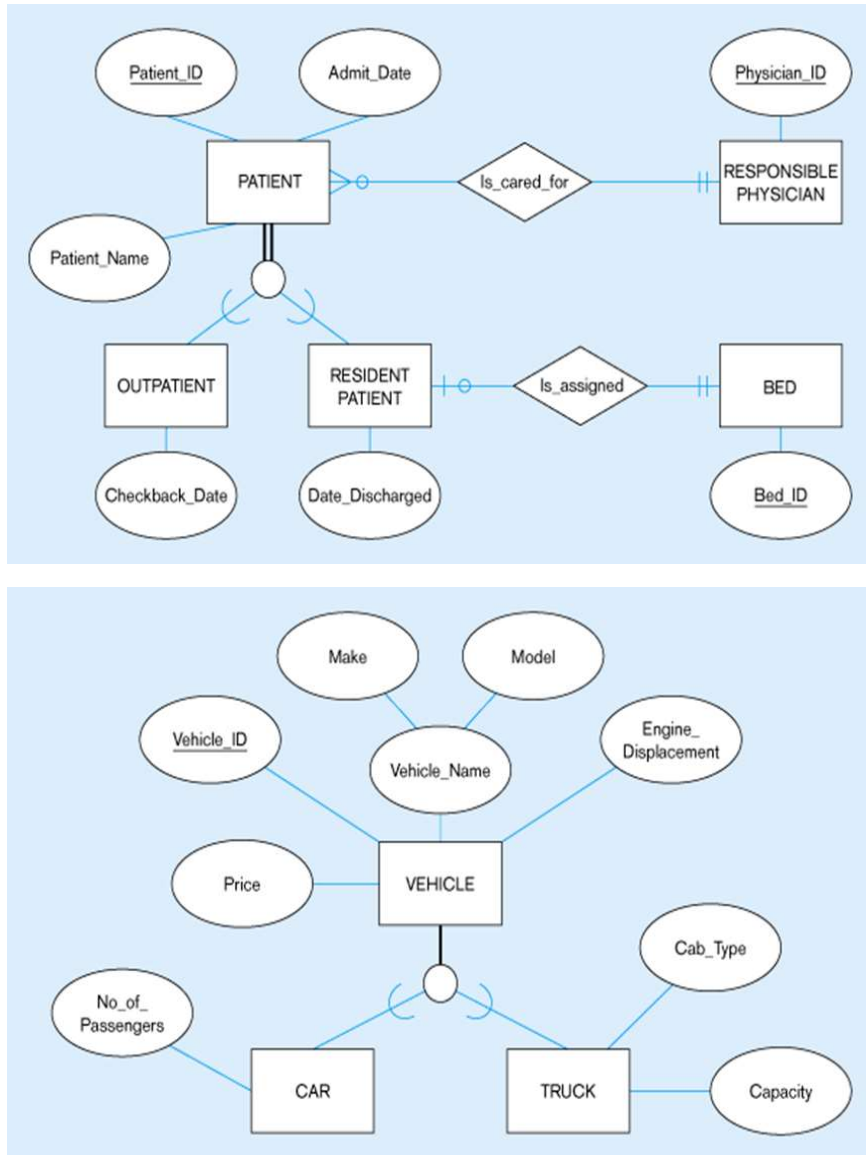 Patient_ID
Admit_Date
Physician_ID
PATIENT
Is_cared_for
RESPONSIBLE
PHYSICIAN
Patient_Name
OUTPATIENT
RESIDENT
PATIENT
Is_assigned
BED
Checkback_Date
Date_Discharged
Bed_ID
Make
Model
Vehicle_ID
Vehicle_Name
Engine_
Displacement
Price
VEHICLE
Cab_Type
No_of_
Passengers
CAR
TRUCK
Capacity